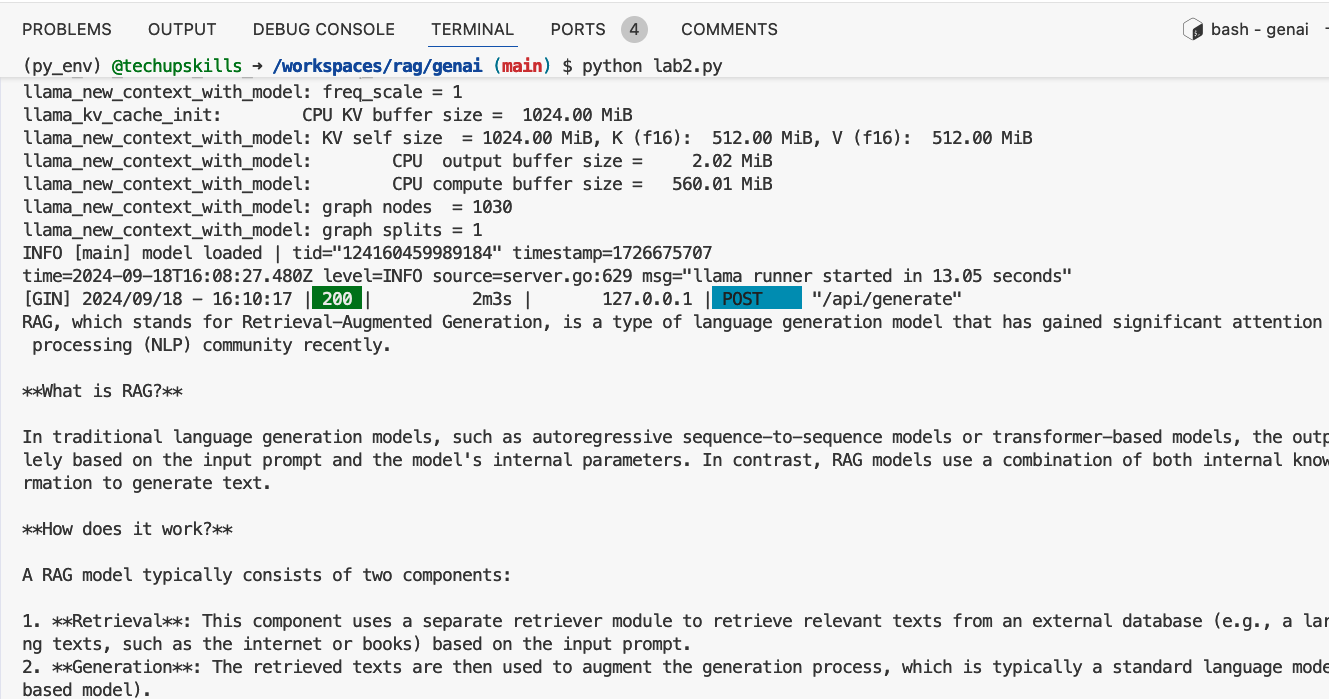 PROBLEMS OUTPUT DEBUG CONSOLE TERMINAL PORTS 4 COMMENTS bash - genai
(py_env) @techupskills → /workspaces/rag/genai (main) $ python lab2.py
llama_new_context_with_model: freq_scale = 1
llama_kv_cache_init:        CPU KV buffer size =  1024.00 MiB
llama_new_context_with_model: KV self size  = 1024.00 MiB, K (f16):  512.00 MiB, V (f16):  512.00 MiB
llama_new_context_with_model:        CPU  output buffer size =     2.02 MiB
llama_new_context_with_model:        CPU compute buffer size =   560.01 MiB
llama_new_context_with_model: graph nodes  = 1030
llama_new_context_with_model: graph splits = 1
INFO [main] model loaded | tid="124160459989184" timestamp=1726675707
time=2024-09-18T16:08:27.480Z level=INFO source=server.go:629 msg="llama runner started in 13.05 seconds"
[GIN] 2024/09/18 - 16:10:17 | 200 |          2m3s |       127.0.0.1 | POST     "/api/generate"
RAG, which stands for Retrieval-Augmented Generation, is a type of language generation model that has gained significant attention
processing (NLP) community recently.
**What is RAG?**
In traditional language generation models, such as autoregressive sequence-to-sequence models or transformer-based models, the outp
lely based on the input prompt and the model's internal parameters. In contrast, RAG models use a combination of both internal know
rmation to generate text.
**How does it work?**
A RAG model typically consists of two components:
1. **Retrieval**: This component uses a separate retriever module to retrieve relevant texts from an external database (e.g., a lar
ng texts, such as the internet or books) based on the input prompt.
2. **Generation**: The retrieved texts are then used to augment the generation process, which is typically a standard language mode
based model).